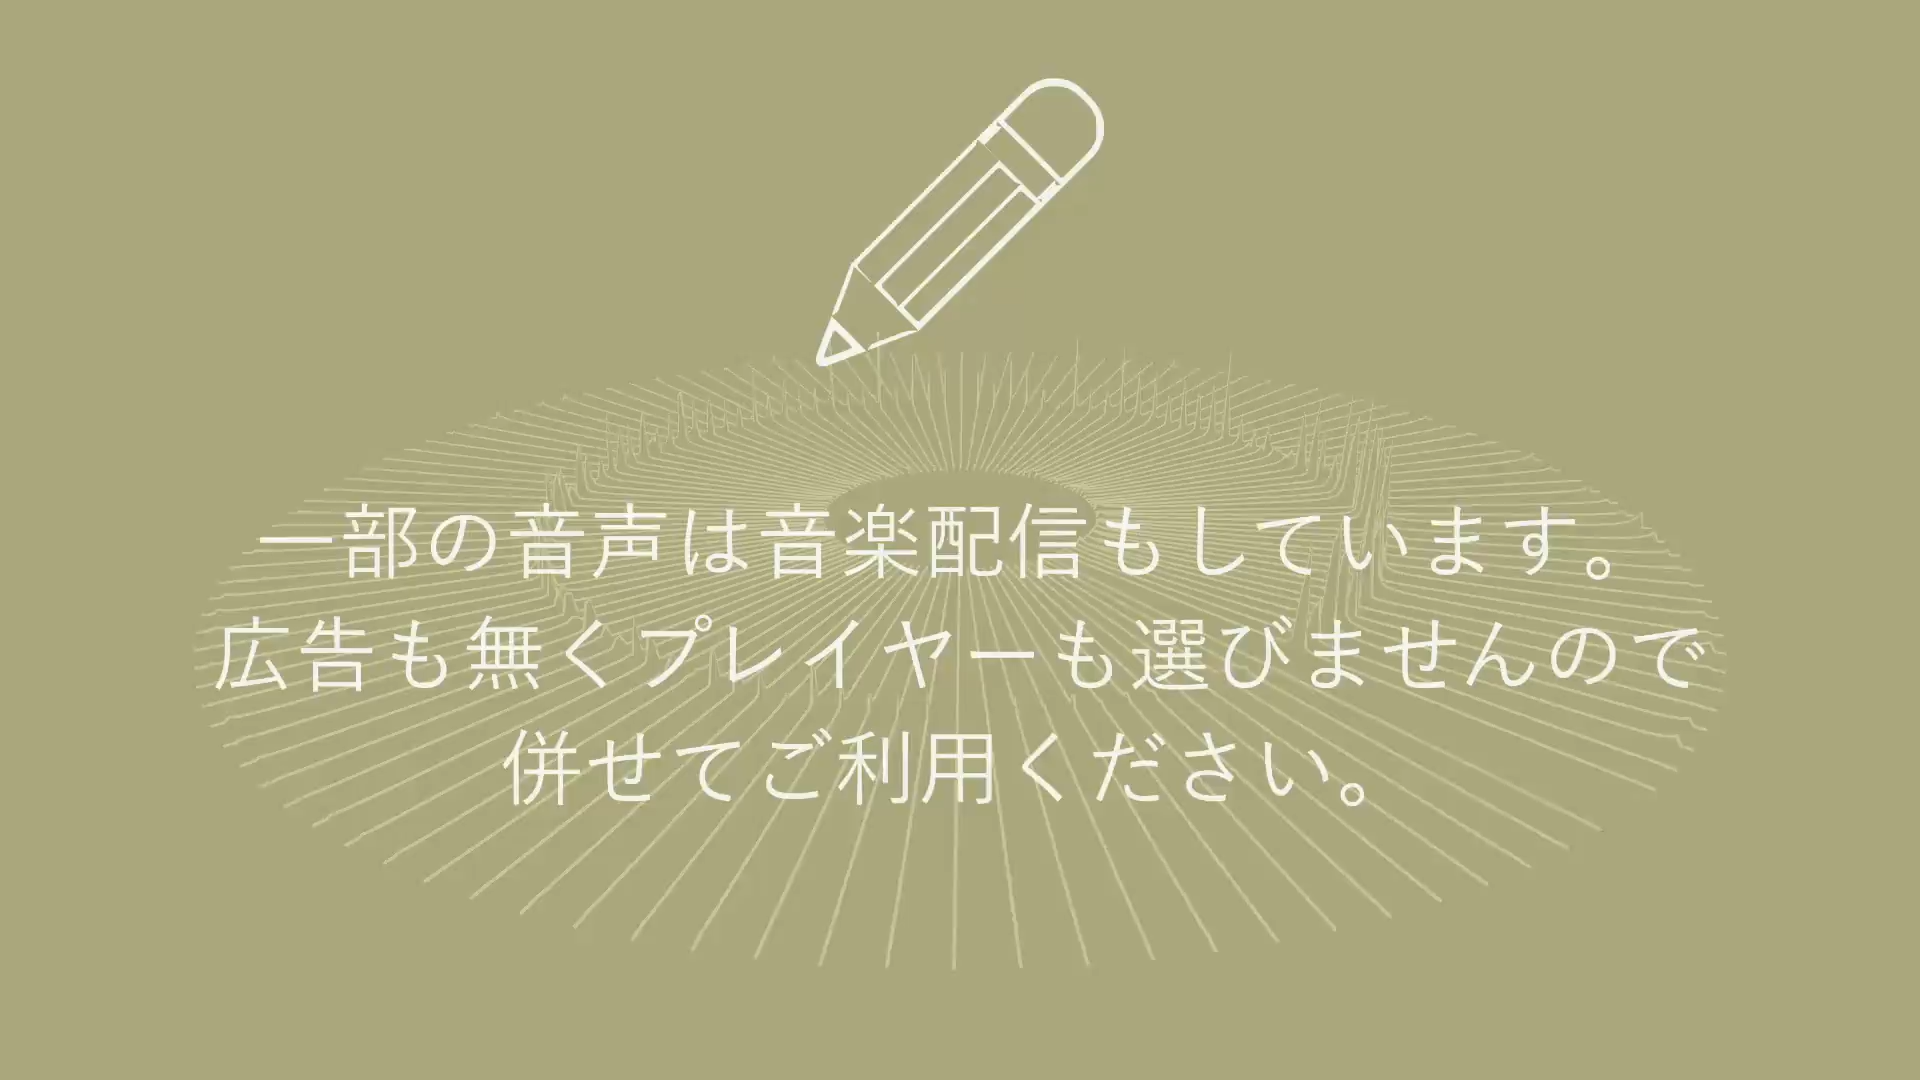 一部の音声は音楽配信もしています。
広告も無くプレイヤーも選びませんので
併せてご利用ください。